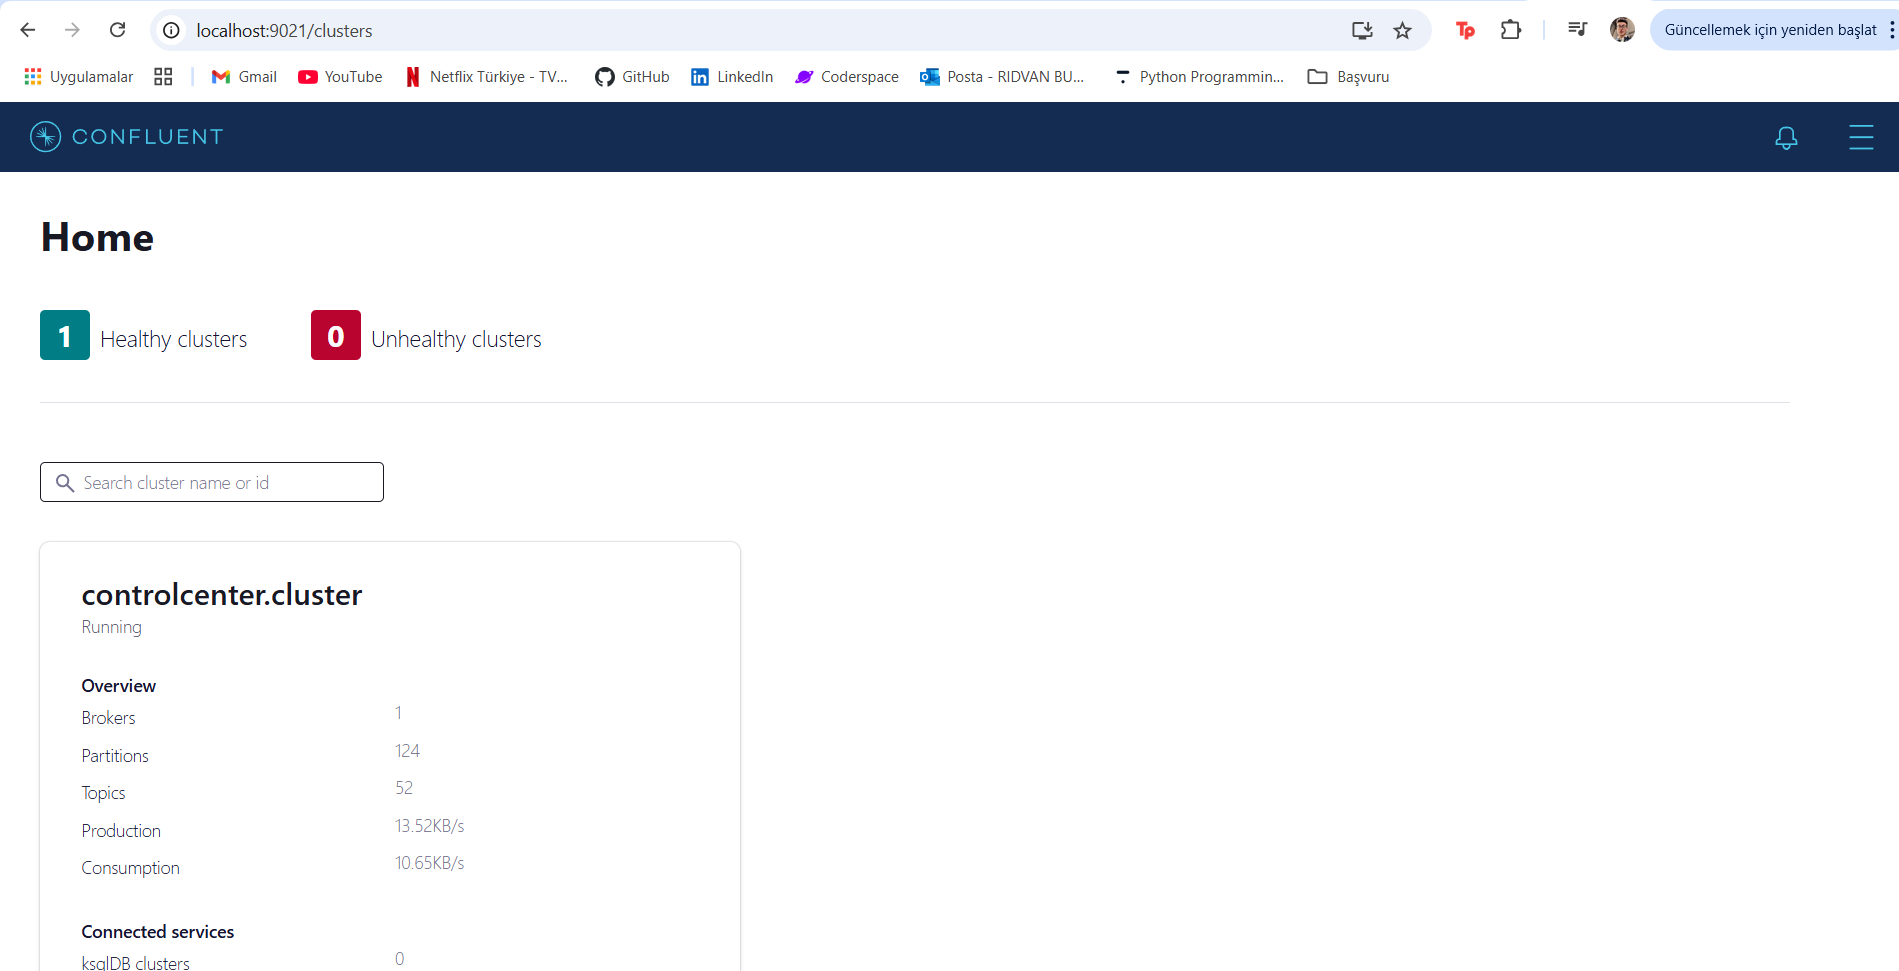 localhost:9021/clusters
Tp
Güncellemek için yeniden başlat
Uygulamalar
Gmail
YouTube
Netflix Türkiye - TV...
GitHub
LinkedIn
Coderspace
Posta - RIDVAN BU...
Python Programmin...
Başvuru
CONFLUENT
Home
1 Healthy clusters
0 Unhealthy clusters
Search cluster name or id
controlcenter.cluster
Running
Overview
Brokers 1
Partitions 124
Topics 52
Production 13.52KB/s
Consumption 10.65KB/s
Connected services
ksqlDB clusters 0